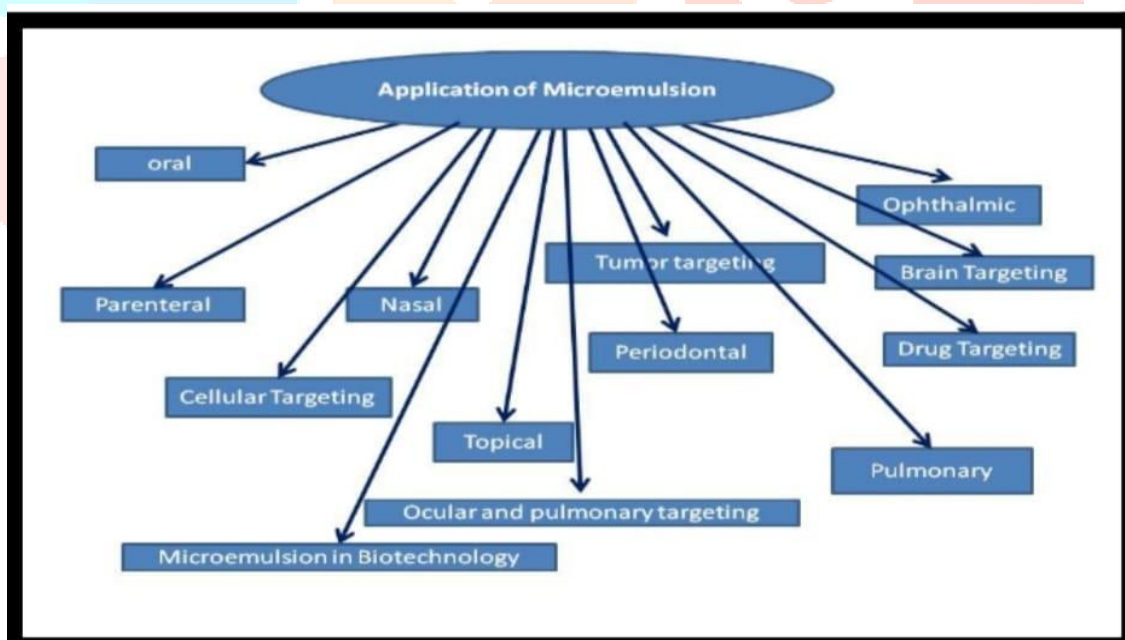 Application of Microemulsion
oral
Ophthalmic
Tumor targeting
Brain Targeting
Parenteral
Nasal
Periodontal
Drug Targeting
Cellular Targeting
Topical
Pulmonary
Ocular and pulmonary targeting
Microemulsion in Biotechnology